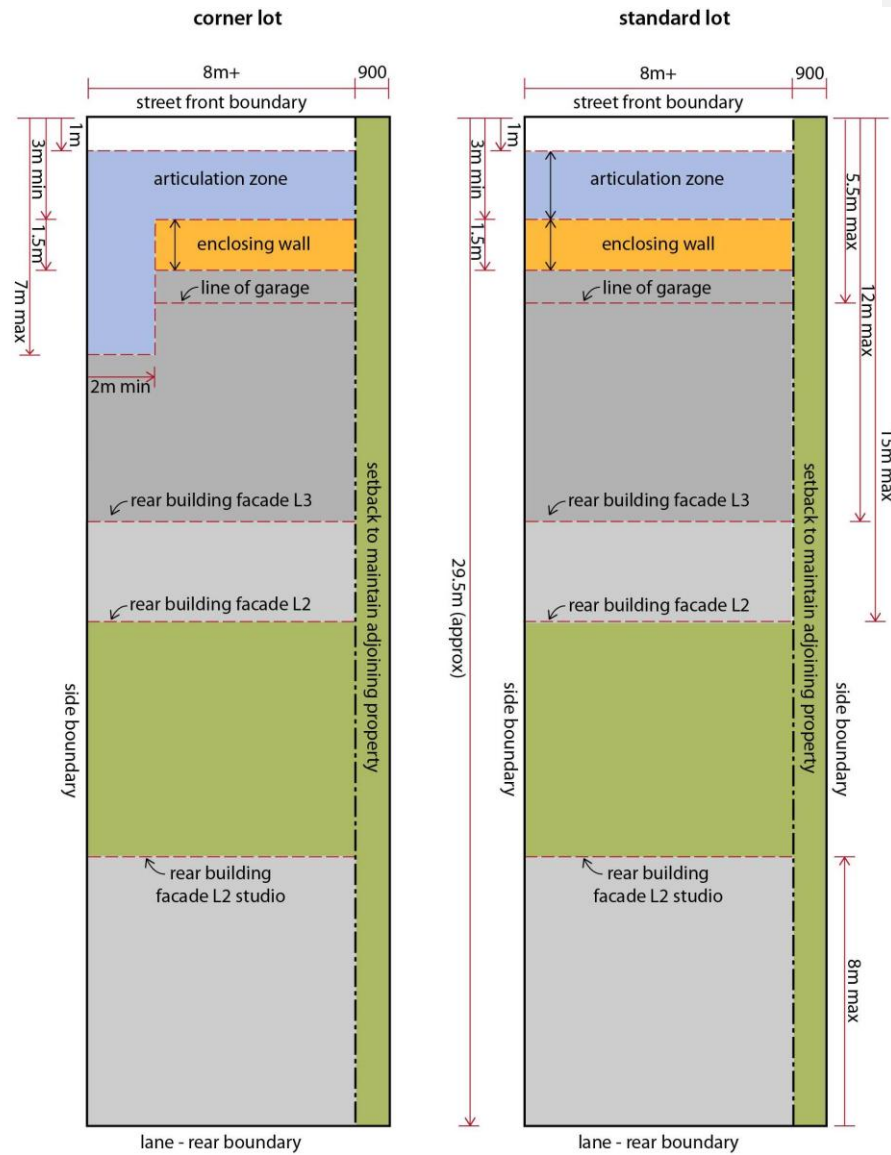 corner lot
8m+
900
street front boundary
1m
3m min
1.5m
7m max
2m min
articulation zone
enclosing wall
line of garage
rear building facade L3
rear building facade L2
setback to maintain adjoining property
side boundary
rear building
facade L2 studio
lane - rear boundary
29.5m (approx)
standard lot
8m+
900
street front boundary
1m
3m min
1.5m
5.5m max
12m max
15m max
articulation zone
enclosing wall
line of garage
rear building facade L3
rear building facade L2
setback to maintain adjoining property
side boundary
side boundary
rear building
facade L2 studio
8m max
lane - rear boundary